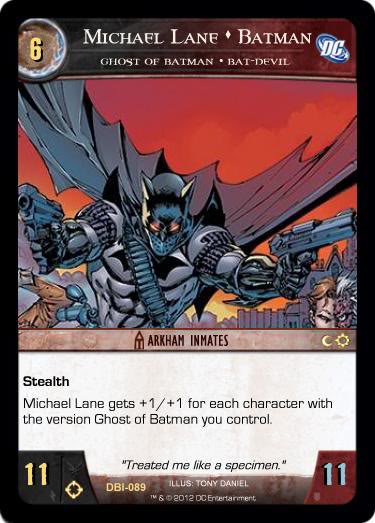 6
MICHAEL LANE ♦ BATMAN
DC
GHOST OF BATMAN • BAT-DEVIL
ARKHAM INMATES
Stealth
Michael Lane gets +1/+1 for each character with
the version Ghost of Batman you control.
"Treated me like a specimen."
11
DBI-089
ILLUS: TONY DANIEL
11
™ & © 2012 DC Entertainment